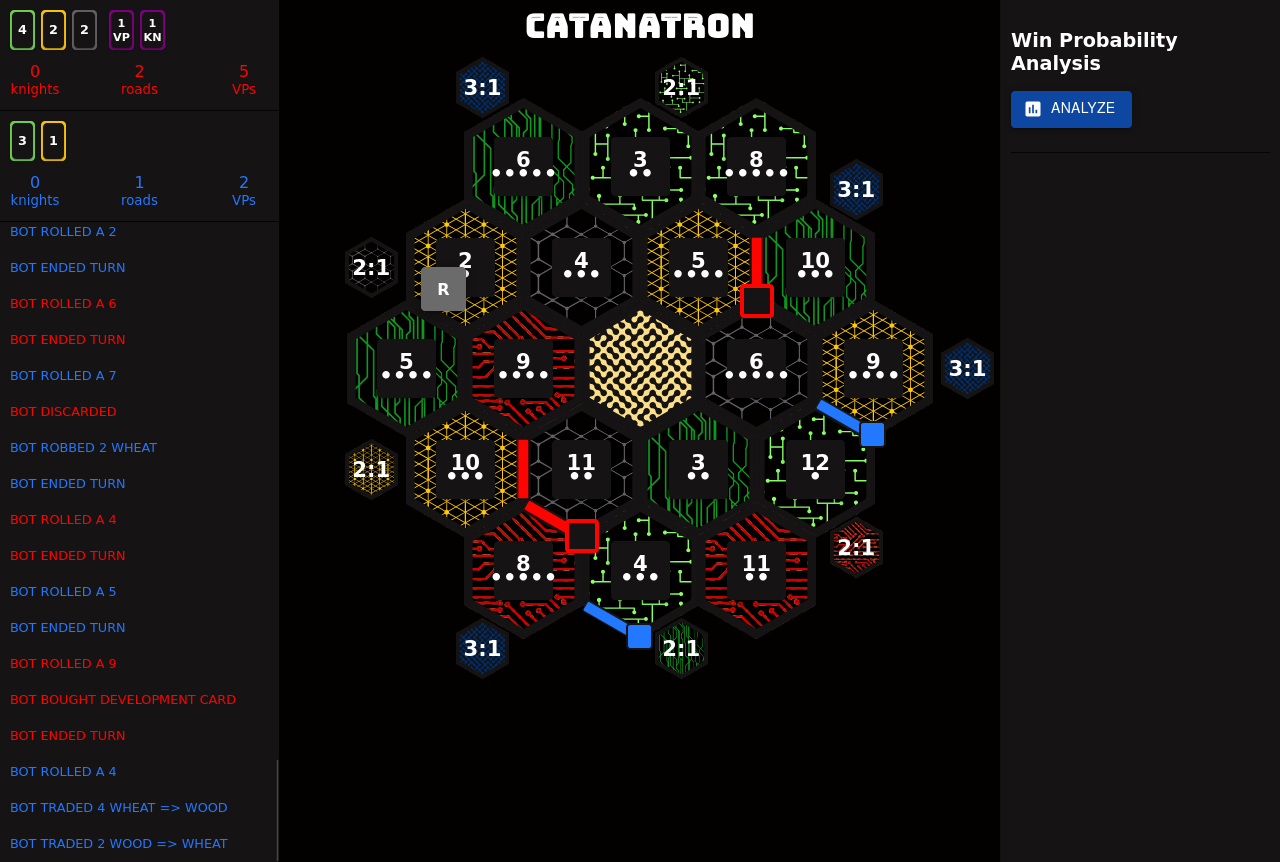 4 2 2 1 VP 1 KN
0 2 5
knights roads VPs
3 1
0 1 2
knights roads VPs
BOT ROLLED A 2
BOT ENDED TURN
BOT ROLLED A 6
BOT ENDED TURN
BOT ROLLED A 7
BOT DISCARDED
BOT ROBBED 2 WHEAT
BOT ENDED TURN
BOT ROLLED A 4
BOT ENDED TURN
BOT ROLLED A 5
BOT ENDED TURN
BOT ROLLED A 9
BOT BOUGHT DEVELOPMENT CARD
BOT ENDED TURN
BOT ROLLED A 4
BOT TRADED 4 WHEAT => WOOD
BOT TRADED 2 WOOD => WHEAT
CATANATRON
3:1 2:1
6 3 8
3:1
2:1 2 4 5 10
R
5 9 6 9 3:1
2:1 10 11 3 12
8 4 11 2:1
3:1 2:1
Win Probability
Analysis
ANALYZE